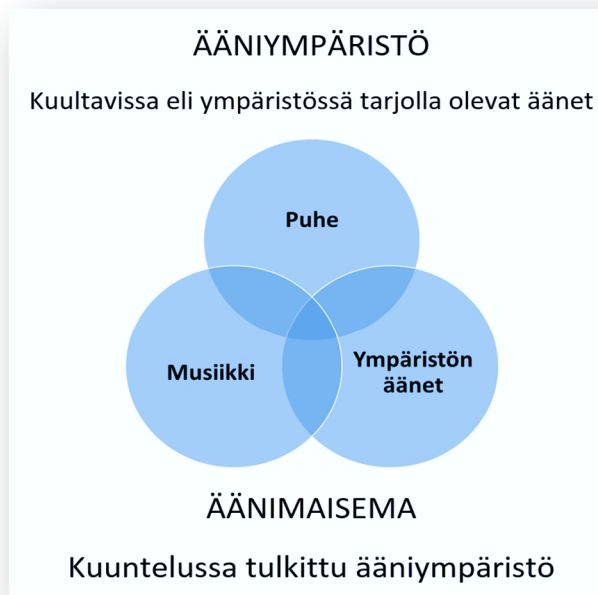 ÄÄNIYMPÄRISTÖ
Kuultavissa eli ympäristössä tarjolla olevat äänet
Puhe
Musiikki
Ympäristön
äänet
ÄÄNIMAISEMA
Kuuntelussa tulkittu ääniympäristö